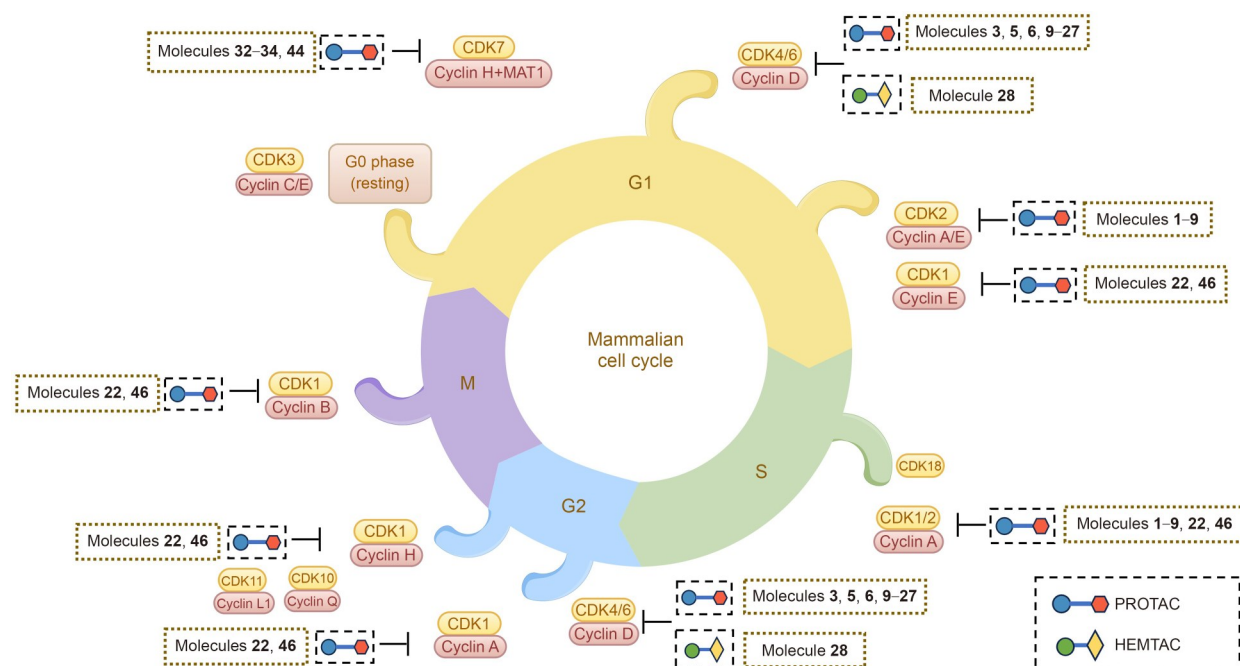 Molecules 32–34, 44
CDK7
Cyclin H+MAT1
CDK4/6
Cyclin D
Molecules 3, 5, 6, 9–27
Molecule 28
CDK3
Cyclin C/E
G0 phase
(resting)
G1
CDK2
Cyclin A/E
Molecules 1–9
CDK1
Cyclin E
Molecules 22, 46
Mammalian
cell cycle
Molecules 22, 46
CDK1
Cyclin B
M
S
CDK18
G2
CDK1/2
Cyclin A
Molecules 1–9, 22, 46
Molecules 22, 46
CDK1
Cyclin H
CDK11
Cyclin L1
CDK10
Cyclin Q
Molecules 22, 46
CDK1
Cyclin A
CDK4/6
Cyclin D
Molecules 3, 5, 6, 9–27
Molecule 28
PROTAC
HEMTAC